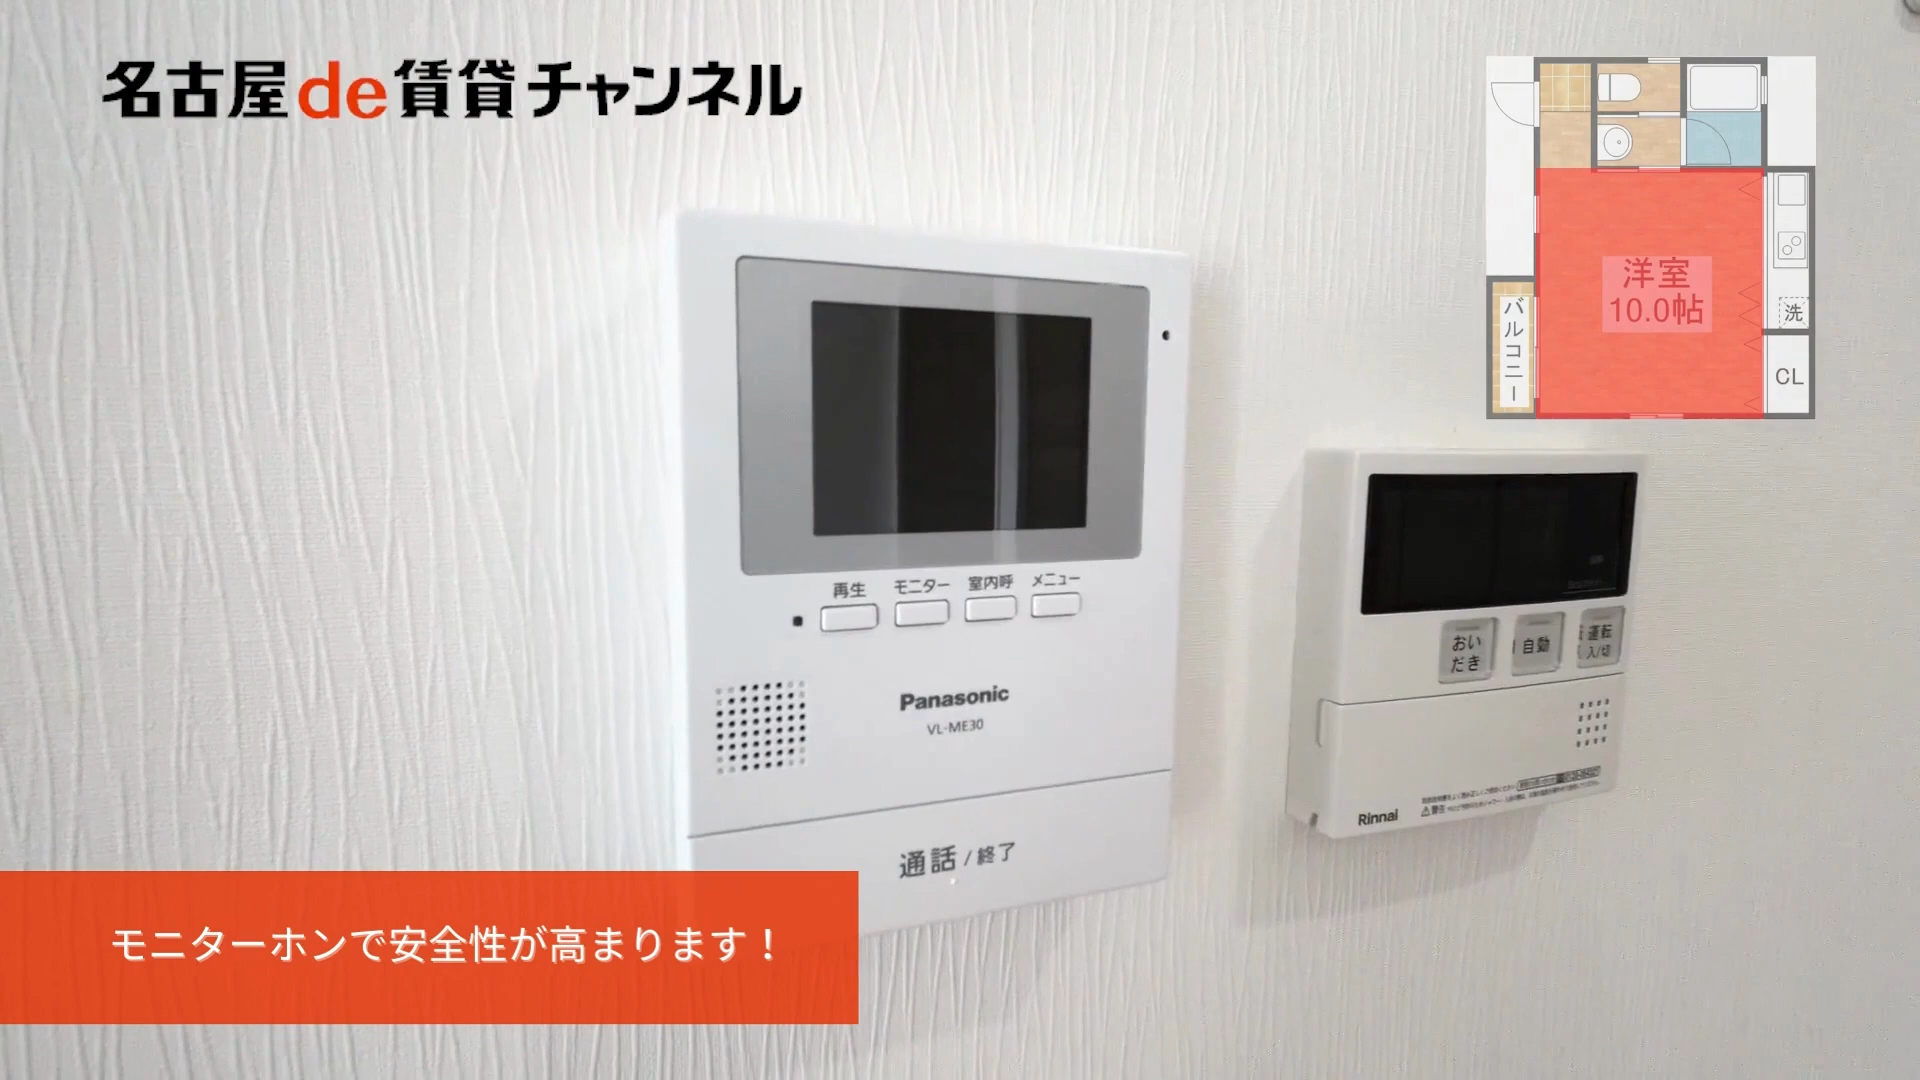 名古屋de賃貸チャンネル
洋室
10.0帖
バルコニー
洗
CL
再生 モニター 室内呼 メニュー
Panasonic
VL-ME30
通話/終了
おいだき
自動
運転
入/切
Rinnai
モニターホンで安全性が高まります！